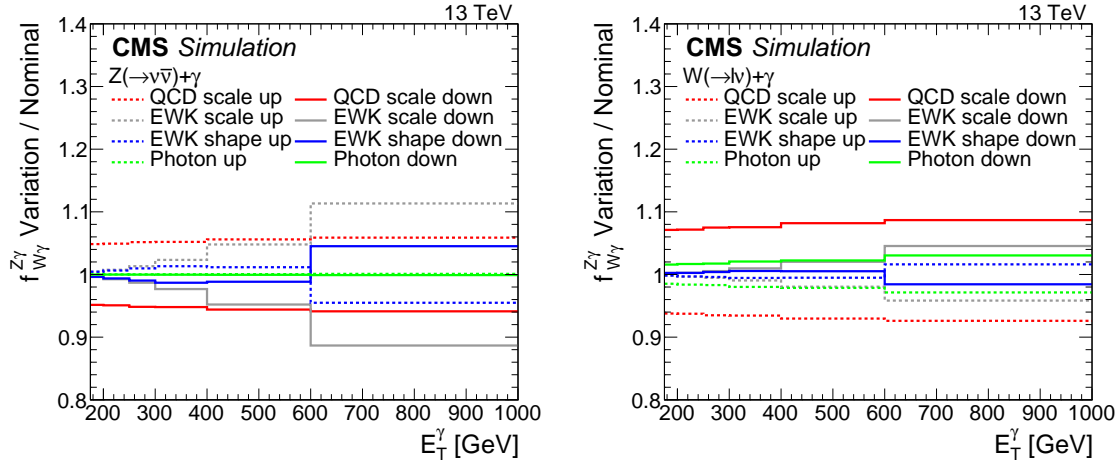 13 TeV
CMS Simulation
Z(→νν̅)+γ
QCD scale up QCD scale down
EWK scale up EWK scale down
EWK shape up EWK shape down
Photon up Photon down
f^{Zγ}_{Wγ} Variation / Nominal
1.4
1.3
1.2
1.1
1
0.9
0.8
200 300 400 500 600 700 800 900 1000
E_T^γ [GeV]
13 TeV
CMS Simulation
W(→lν)+γ
QCD scale up QCD scale down
EWK scale up EWK scale down
EWK shape up EWK shape down
Photon up Photon down
f^{Zγ}_{Wγ} Variation / Nominal
1.4
1.3
1.2
1.1
1
0.9
0.8
200 300 400 500 600 700 800 900 1000
E_T^γ [GeV]